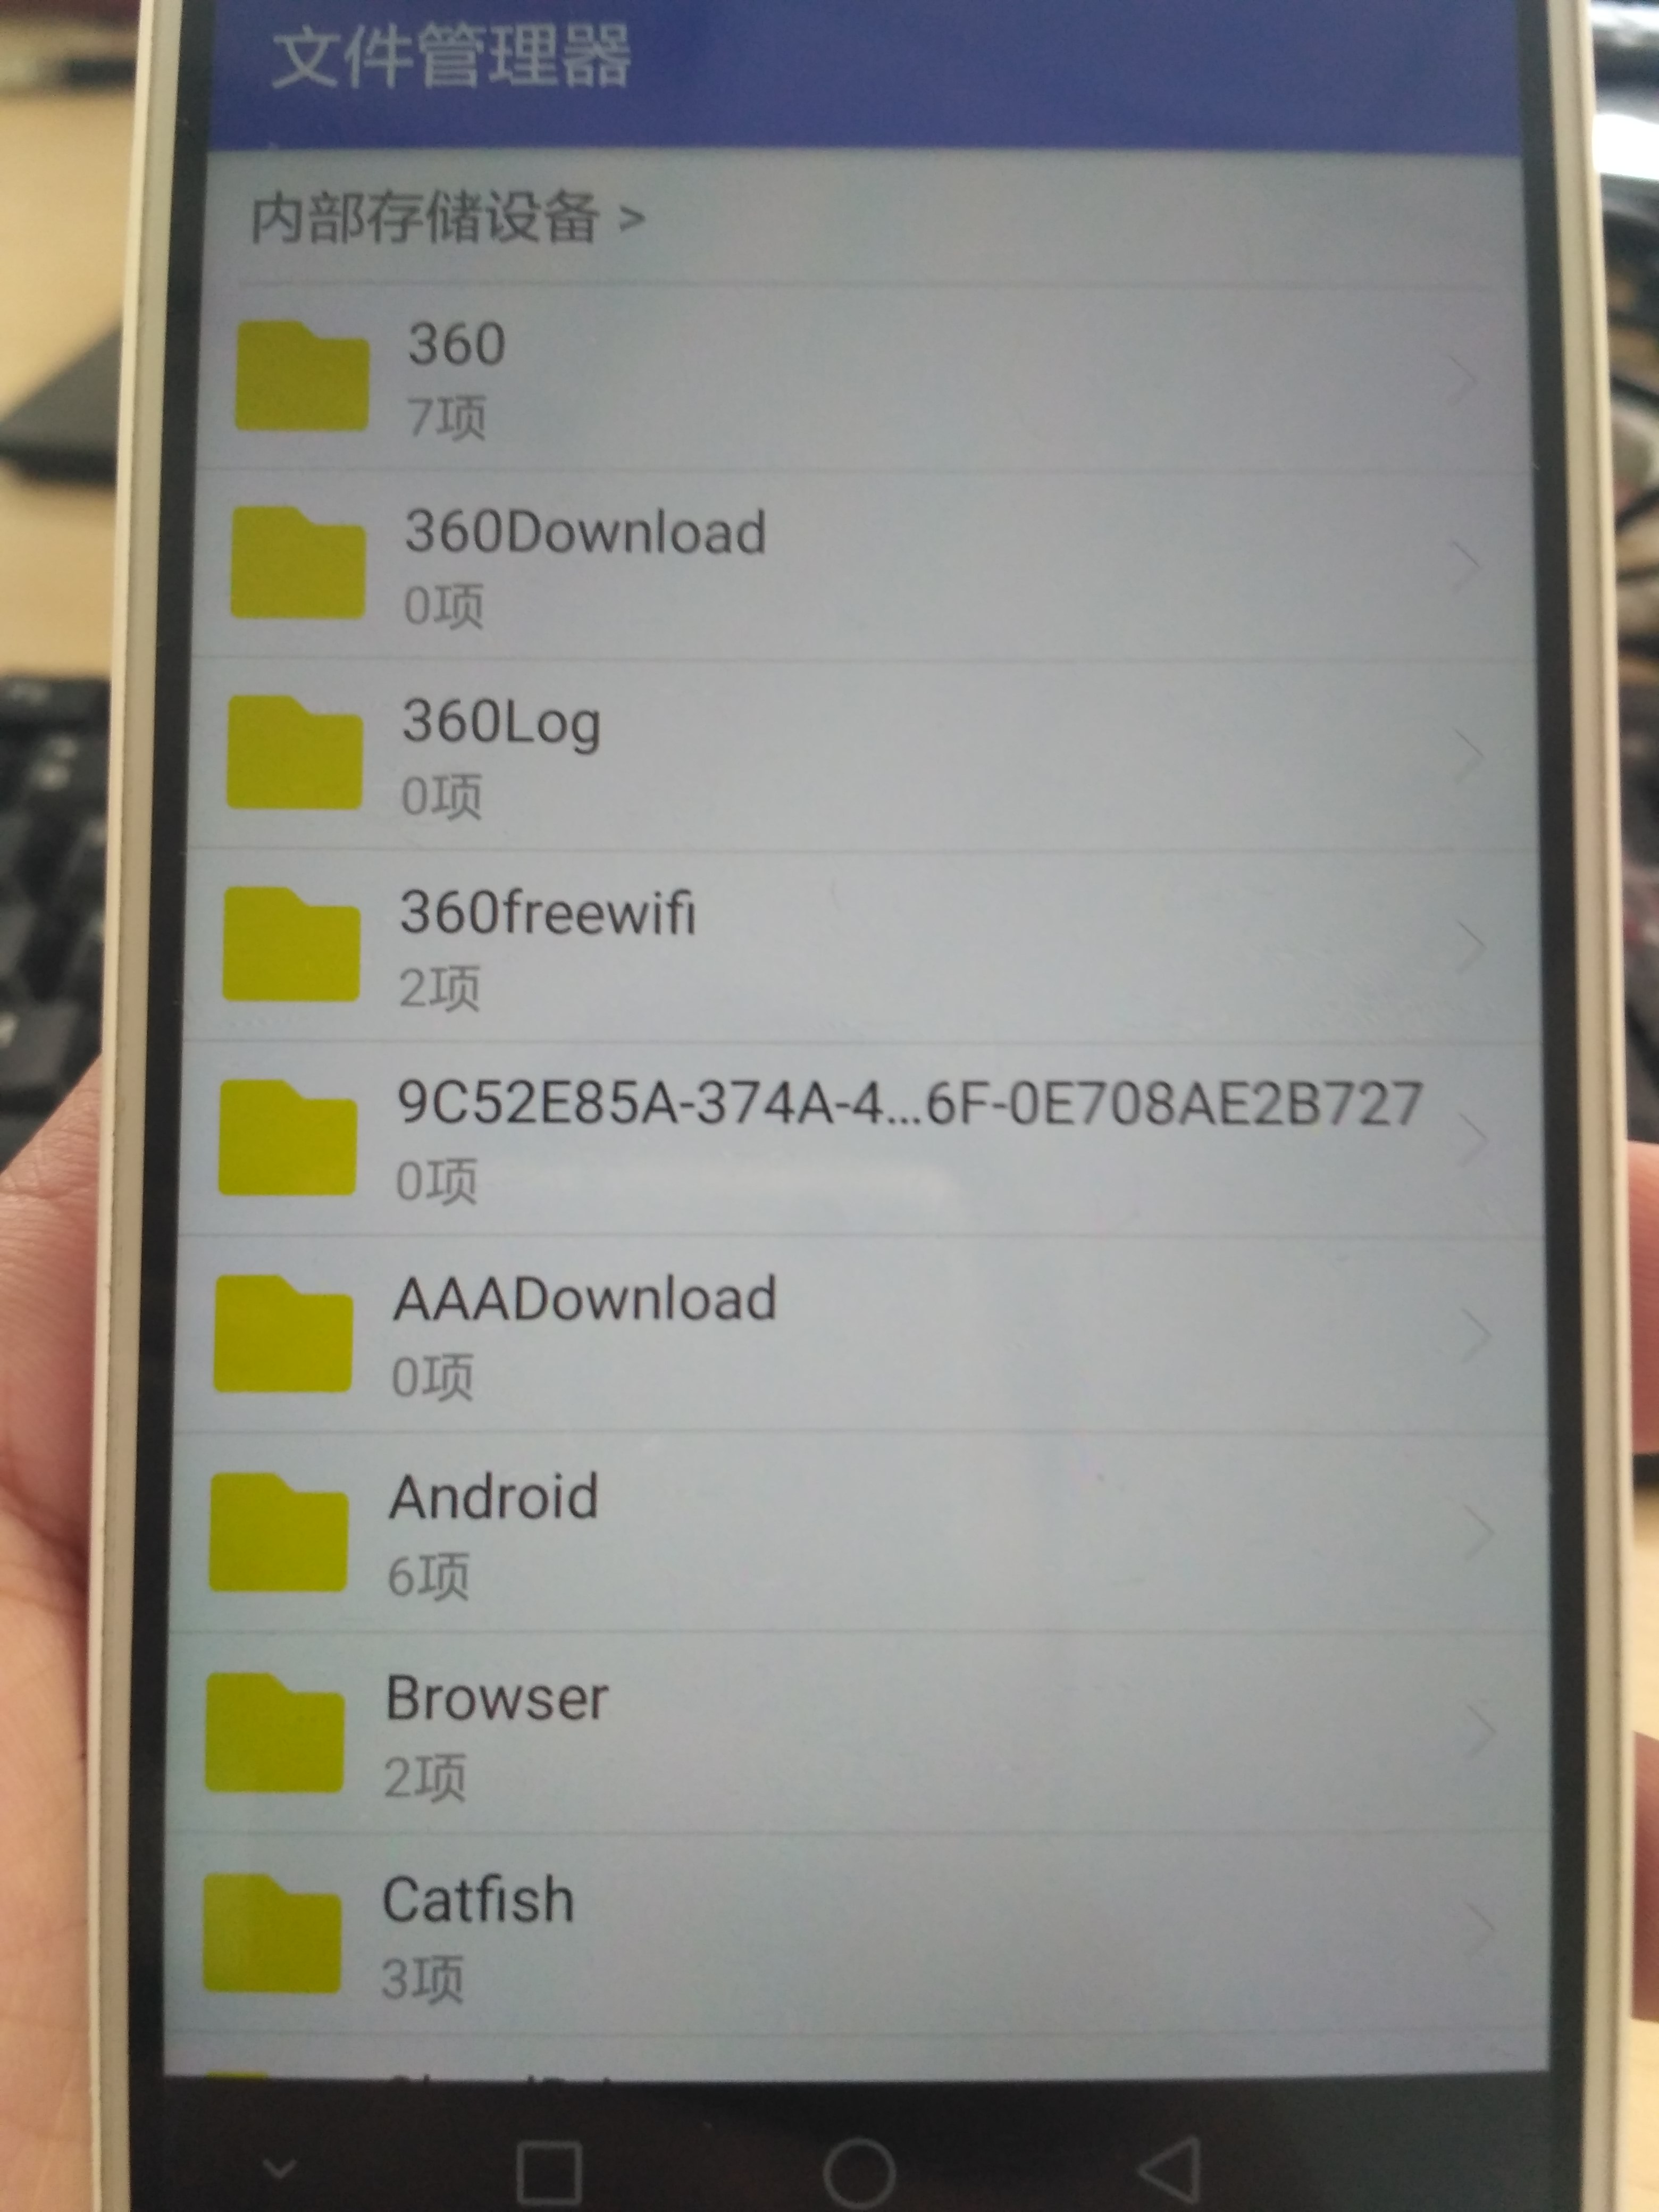 文件管理器
内部存储设备 >
360
7项
360Download
0项
360Log
0项
360freewifi
2项
9C52E85A-374A-4...6F-0E708AE2B727
0项
AAADownload
0项
Android
6项
Browser
2项
Catfish
3项